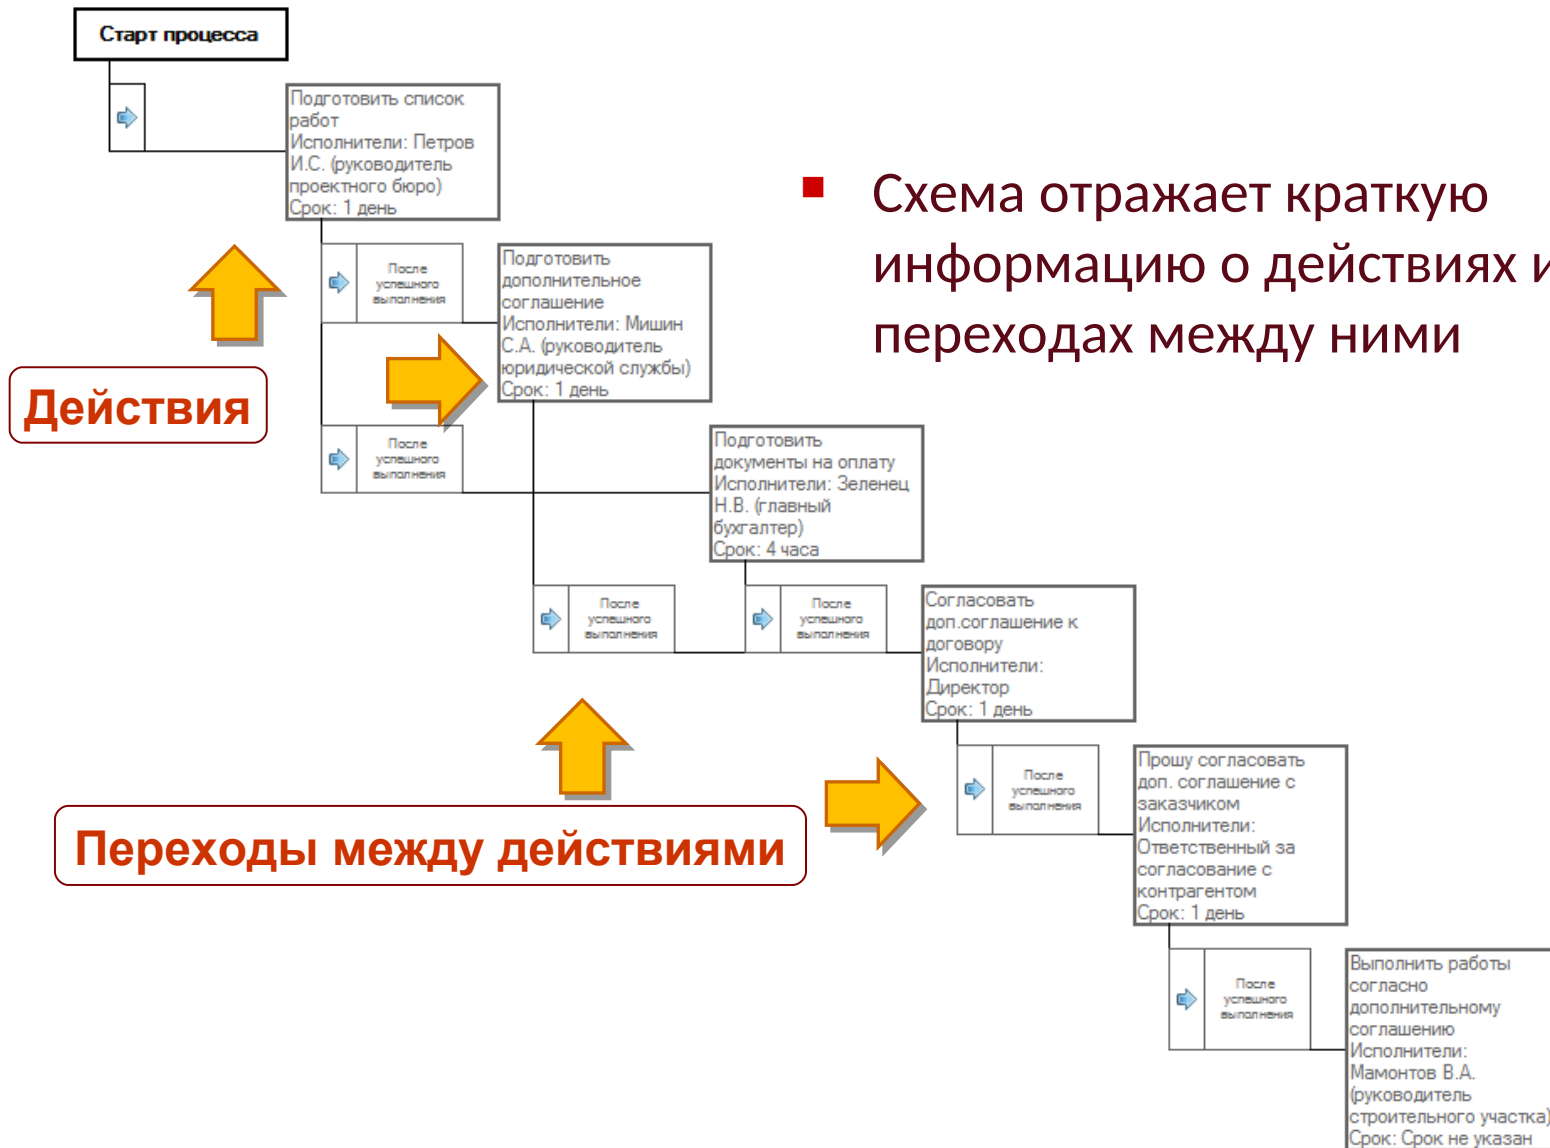 Старт процесса
Подготовить список
работ
Исполнители: Петров
И.С. (руководитель
проектного бюро)
Срок: 1 день
Схема отражает краткую
информацию о действиях и
переходах между ними
После
успешного
выполнения
Подготовить
дополнительное
соглашение
Исполнители: Мишин
С.А. (руководитель
юридической службы)
Срок: 1 день
Действия
После
успешного
выполнения
Подготовить
документы на оплату
Исполнители: Зеленец
Н.В. (главный
бухгалтер)
Срок: 4 часа
После
успешного
выполнения
После
успешного
выполнения
Согласовать
доп.соглашение к
договору
Исполнители:
Директор
Срок: 1 день
Переходы между действиями
После
успешного
выполнения
Прошу согласовать
доп. соглашение с
заказчиком
Исполнители:
Ответственный за
согласование с
контрагентом
Срок: 1 день
После
успешного
выполнения
Выполнить работы
согласно
дополнительному
соглашению
Исполнители:
Мамонтов В.А.
(руководитель
строительного участка)
Срок: Срок не указан